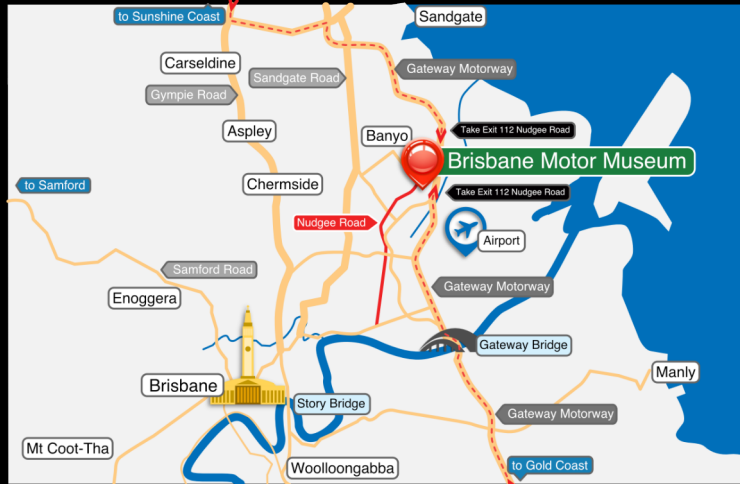 to Sunshine Coast
Sandgate
Carseldine
Gateway Motorway
Sandgate Road
Gympie Road
Aspley
Banyo
Take Exit 112 Nudgee Road
Brisbane Motor Museum
Chermside
to Samford
Take Exit 112 Nudgee Road
Nudgee Road
Airport
Samford Road
Gateway Motorway
Enoggera
Gateway Bridge
Manly
Brisbane
Story Bridge
Gateway Motorway
Mt Coot-Tha
Woolloongabba
to Gold Coast